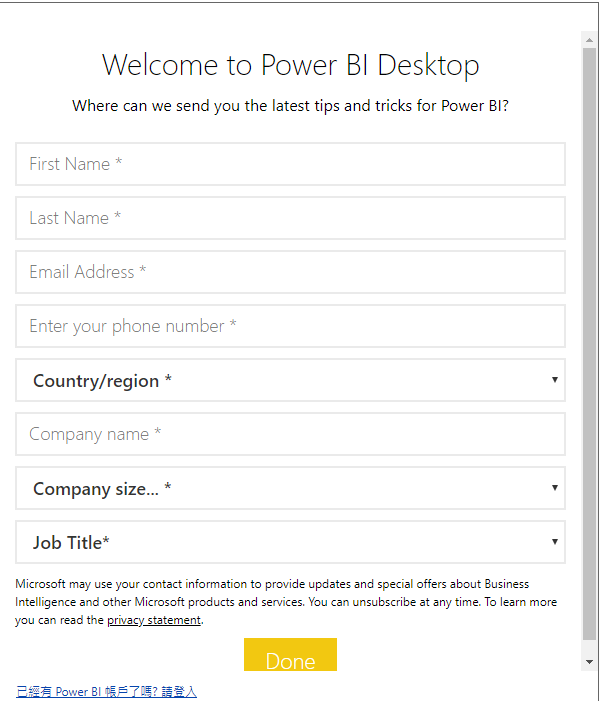 Welcome to Power BI Desktop
Where can we send you the latest tips and tricks for Power BI?
First Name *
Last Name *
Email Address *
Enter your phone number *
Country/region *
Company name *
Company size... *
Job Title*
Microsoft may use your contact information to provide updates and special offers about Business
Intelligence and other Microsoft products and services. You can unsubscribe at any time. To learn more
you can read the privacy statement.
Done
已經有 Power BI 帳戶了嗎? 請登入